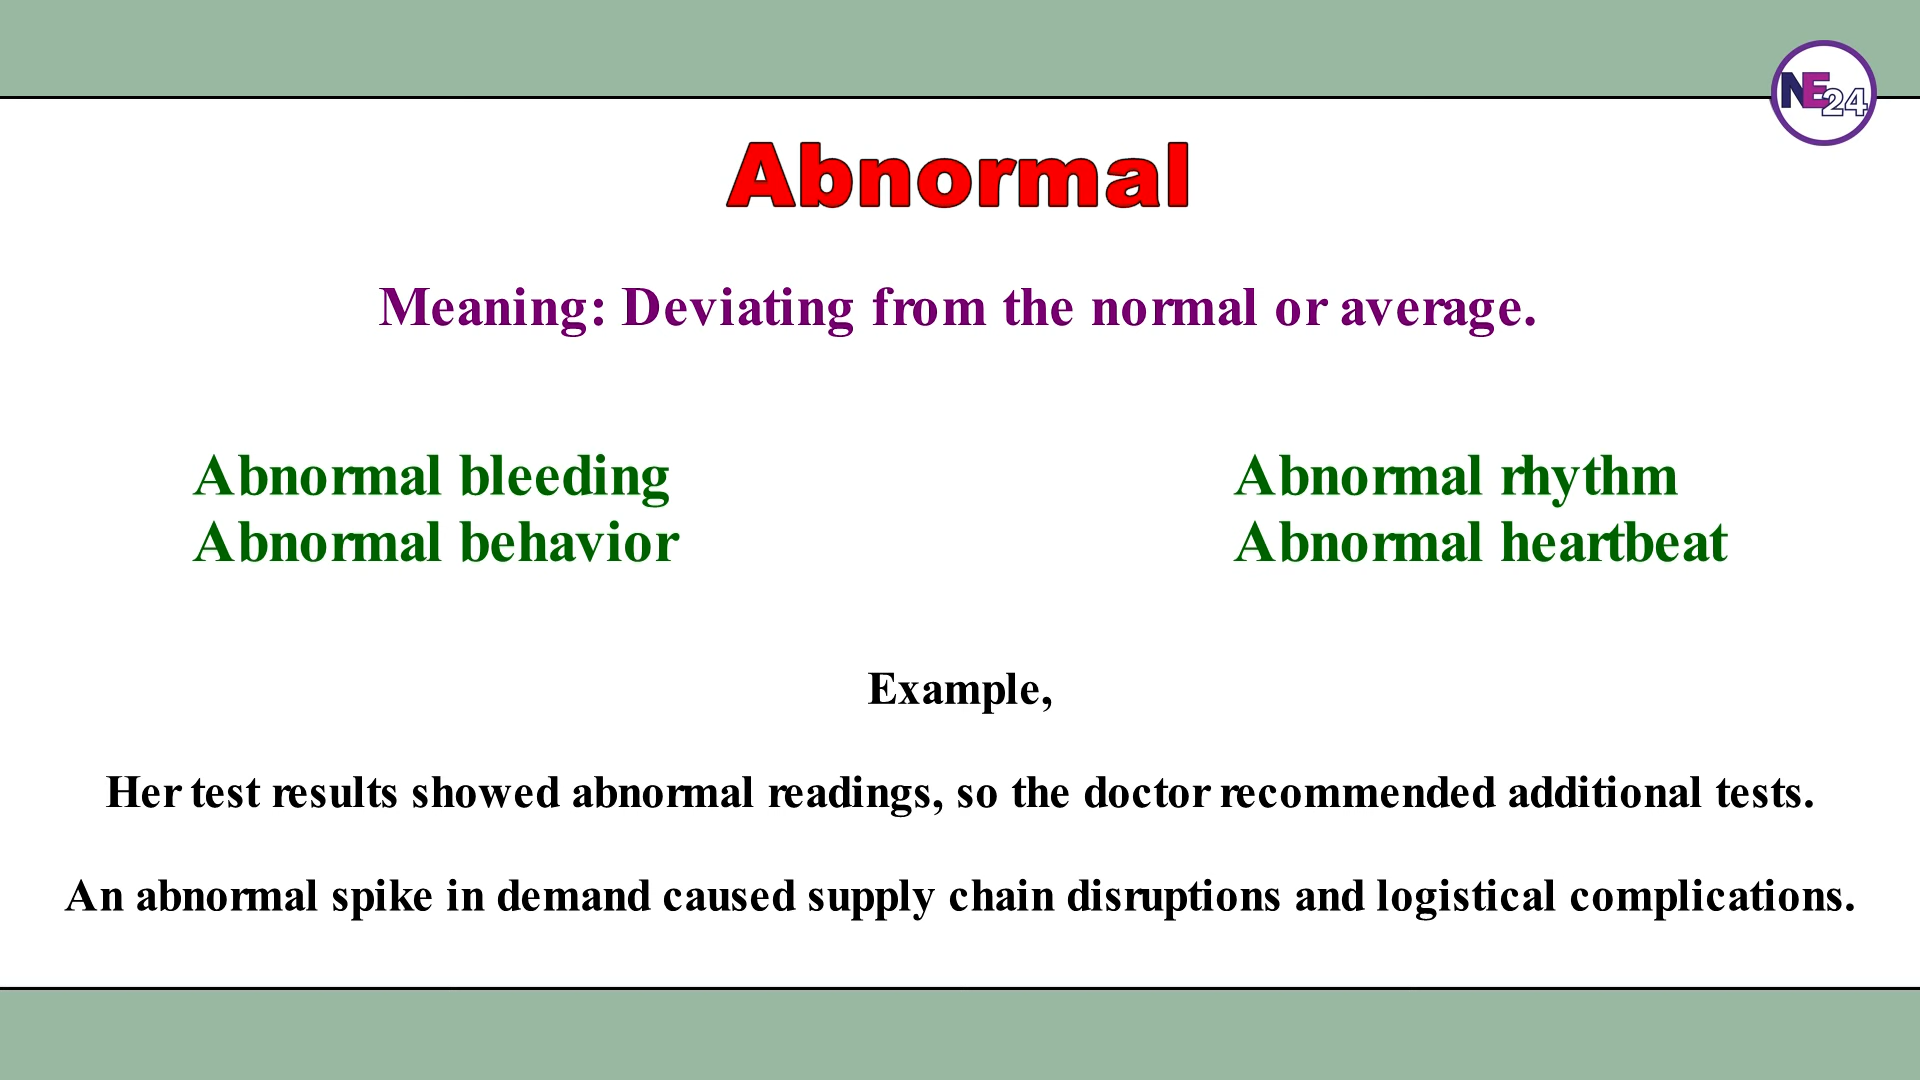 NE24
Abnormal
Meaning: Deviating from the normal or average.
Abnormal bleeding
Abnormal behavior
Abnormal rhythm
Abnormal heartbeat
Example,
Her test results showed abnormal readings, so the doctor recommended additional tests.
An abnormal spike in demand caused supply chain disruptions and logistical complications.